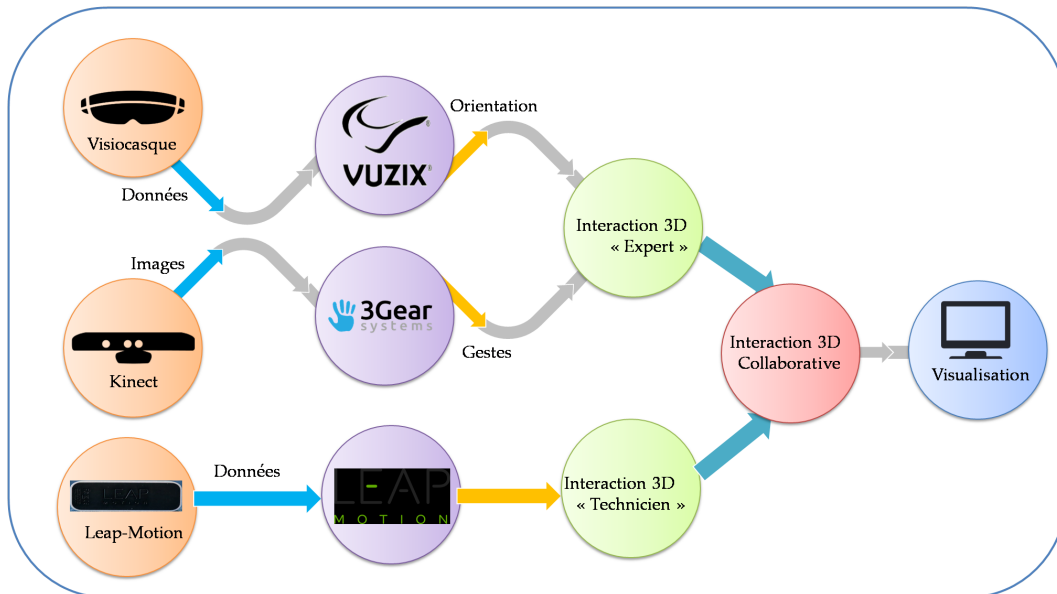 Visiocasque
Données
VUZIX
Orientation
Interaction 3D
« Expert »
Images
Kinect
3Gear
systems
Gestes
Interaction 3D
Collaborative
Visualisation
Leap-Motion
Données
LEAP
MOTION
Interaction 3D
« Technicien »